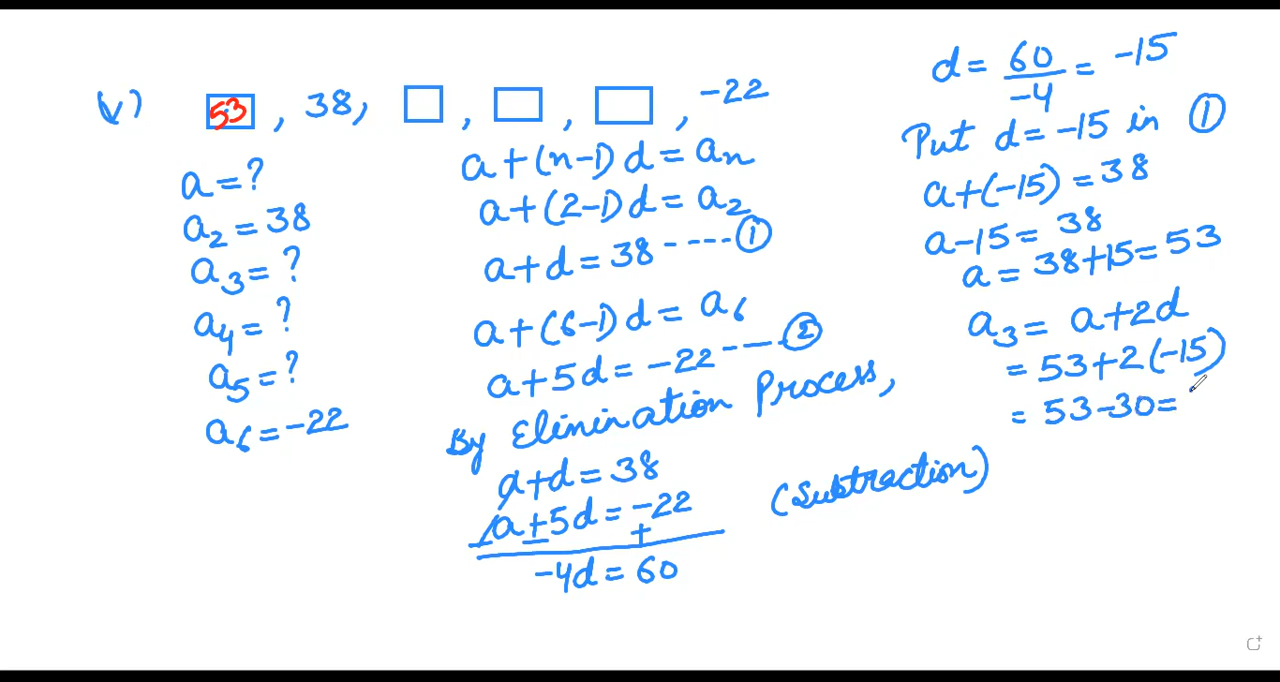 (v) 53, 38, □, □, □, -22
a = ?
a₂ = 38
a₃ = ?
a₄ = ?
a₅ = ?
a₆ = -22
a+(n-1)d = aₙ
a+(2-1)d = a₂
a+d = 38 ---- ①
a+(6-1)d = a₆
a+5d = -22 ---- ②
By Elimination Process,
a+d = 38
a+5d = -22
- - +
-4d = 60
(Subtraction)
d = 60/-4 = -15
Put d = -15 in ①
a+(-15) = 38
a-15 = 38
a = 38+15 = 53
a₃ = a+2d
= 53+2(-15)
= 53-30=